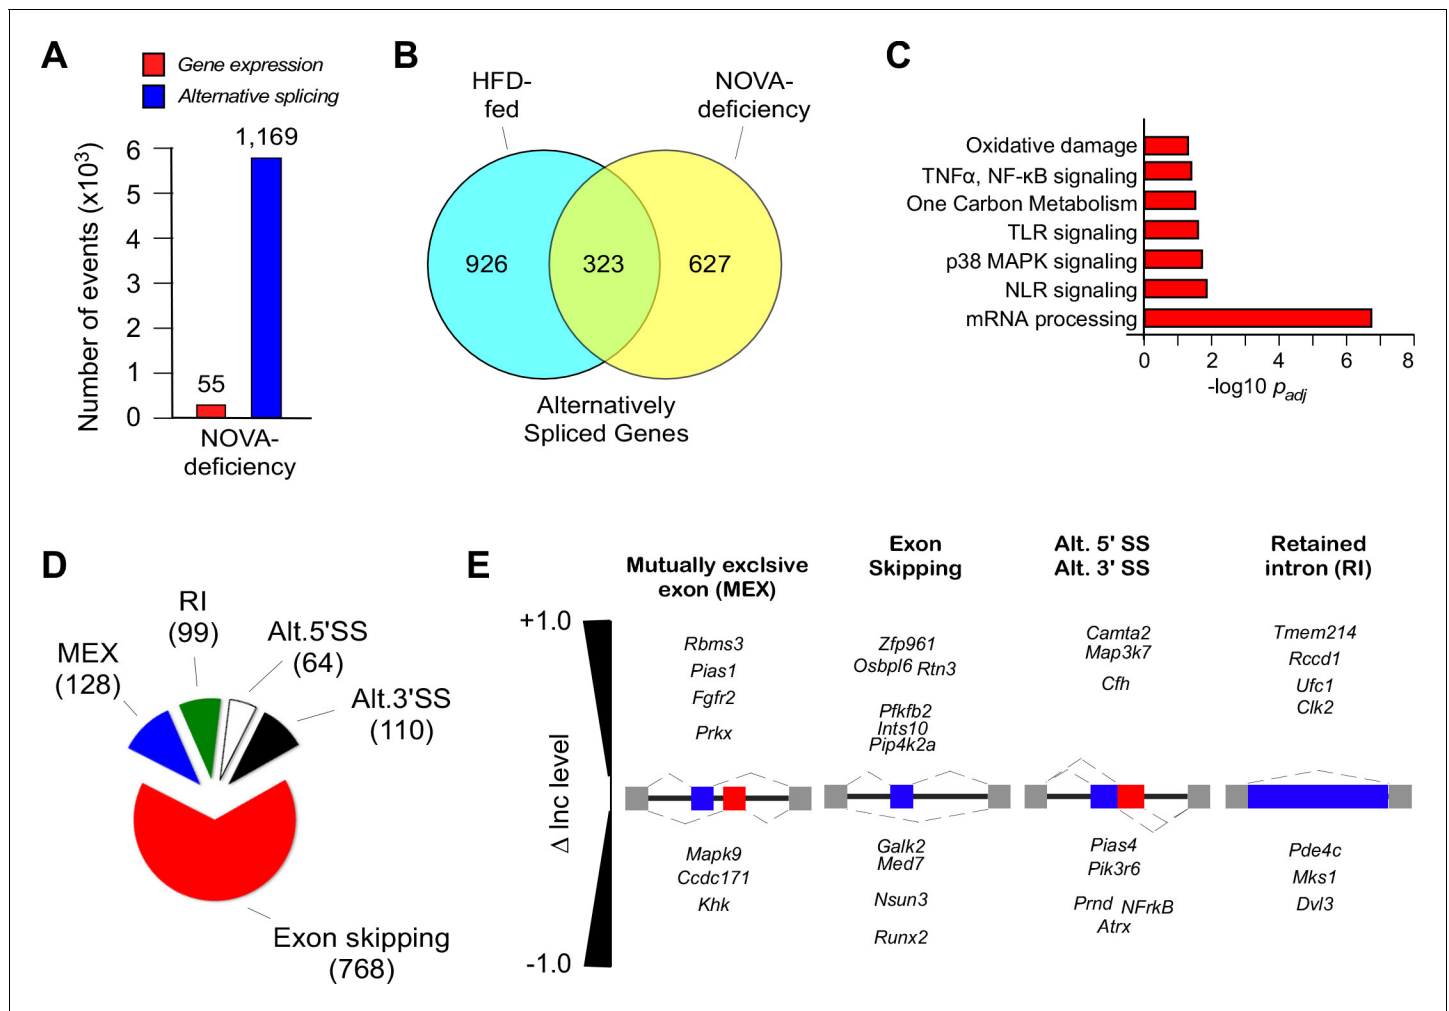 A
Gene expression
Alternative splicing
Number of events (x10³)
6
5
4
3
2
1
0
1,169
55
NOVA-
deficiency
B
HFD-
fed
NOVA-
deficiency
926
323
627
Alternatively
Spliced Genes
C
Oxidative damage
TNFα, NF-κB signaling
One Carbon Metabolism
TLR signaling
p38 MAPK signaling
NLR signaling
mRNA processing
0 2 4 6 8
-log10 p adj
D
RI
(99)
Alt.5'SS
(64)
MEX
(128)
Alt.3'SS
(110)
Exon skipping
(768)
E
+1.0
Δ Inc level
-1.0
Mutually exclsive
exon (MEX)
Rbms3
Pias1
Fgfr2
Prkx
Mapk9
Ccdc171
Khk
Exon
Skipping
Zfp961
Osbpl6 Rtn3
Pfkfb2
Ints10
Pip4k2a
Galk2
Med7
Nsun3
Runx2
Alt. 5' SS
Alt. 3' SS
Camta2
Map3k7
Cfh
Pias4
Pik3r6
Prnd NFrkB
Atrx
Retained
intron (RI)
Tmem214
Rccd1
Ufc1
Clk2
Pde4c
Mks1
Dvl3